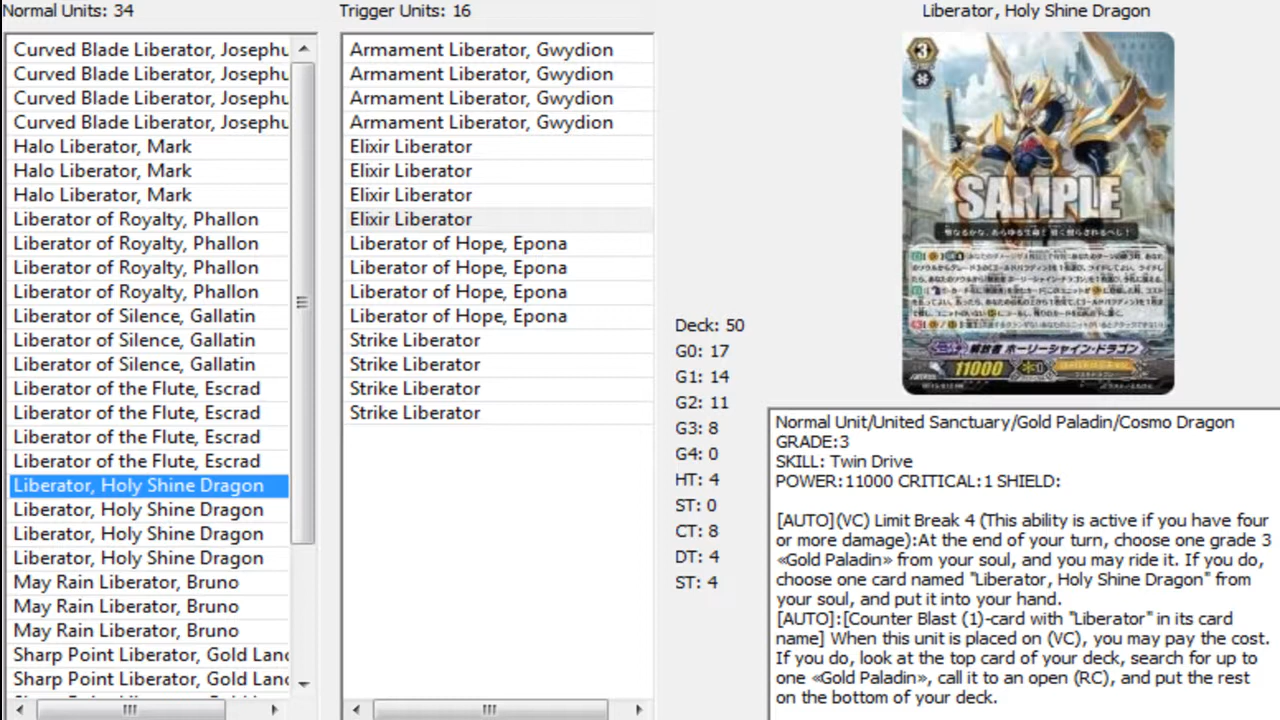 Normal Units: 34
Curved Blade Liberator, Josephu
Curved Blade Liberator, Josephu
Curved Blade Liberator, Josephu
Curved Blade Liberator, Josephu
Halo Liberator, Mark
Halo Liberator, Mark
Halo Liberator, Mark
Liberator of Royalty, Phallon
Liberator of Royalty, Phallon
Liberator of Royalty, Phallon
Liberator of Royalty, Phallon
Liberator of Silence, Gallatin
Liberator of Silence, Gallatin
Liberator of Silence, Gallatin
Liberator of the Flute, Escrad
Liberator of the Flute, Escrad
Liberator of the Flute, Escrad
Liberator of the Flute, Escrad
Liberator, Holy Shine Dragon
Liberator, Holy Shine Dragon
Liberator, Holy Shine Dragon
Liberator, Holy Shine Dragon
May Rain Liberator, Bruno
May Rain Liberator, Bruno
May Rain Liberator, Bruno
Sharp Point Liberator, Gold Lanc
Sharp Point Liberator, Gold Lanc
Trigger Units: 16
Armament Liberator, Gwydion
Armament Liberator, Gwydion
Armament Liberator, Gwydion
Armament Liberator, Gwydion
Elixir Liberator
Elixir Liberator
Elixir Liberator
Elixir Liberator
Liberator of Hope, Epona
Liberator of Hope, Epona
Liberator of Hope, Epona
Liberator of Hope, Epona
Strike Liberator
Strike Liberator
Strike Liberator
Strike Liberator
Deck: 50
G0: 17
G1: 14
G2: 11
G3: 8
G4: 0
HT: 4
ST: 0
CT: 8
DT: 4
ST: 4
Liberator, Holy Shine Dragon
3
SAMPLE
解放者 ホーリーシャイン・ドラゴン
11000
Normal Unit/United Sanctuary/Gold Paladin/Cosmo Dragon
GRADE:3
SKILL: Twin Drive
POWER:11000 CRITICAL:1 SHIELD:
[AUTO](VC) Limit Break 4 (This ability is active if you have four
or more damage):At the end of your turn, choose one grade 3
«Gold Paladin» from your soul, and you may ride it. If you do,
choose one card named "Liberator, Holy Shine Dragon" from
your soul, and put it into your hand.
[AUTO]:[Counter Blast (1)-card with "Liberator" in its card
name] When this unit is placed on (VC), you may pay the cost.
If you do, look at the top card of your deck, search for up to
one «Gold Paladin», call it to an open (RC), and put the rest
on the bottom of your deck.